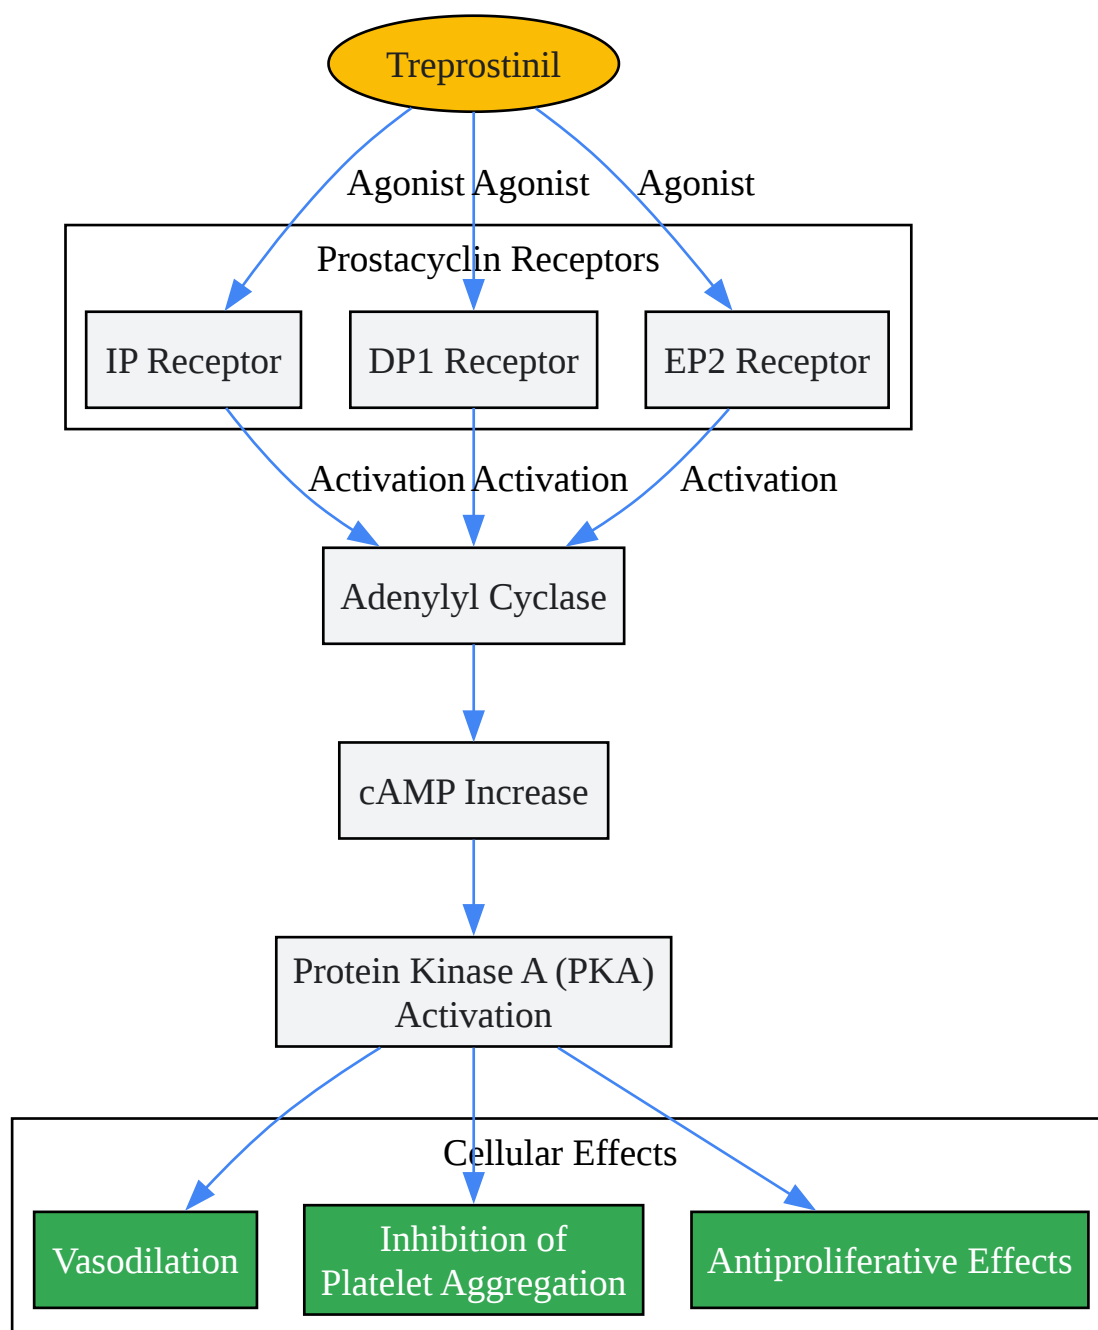 Treprostinil
Agonist Agonist Agonist
Prostacyclin Receptors
IP Receptor
DP1 Receptor
EP2 Receptor
Activation Activation Activation
Adenylyl Cyclase
cAMP Increase
Protein Kinase A (PKA)
Activation
Cellular Effects
Vasodilation
Inhibition of
Platelet Aggregation
Antiproliferative Effects